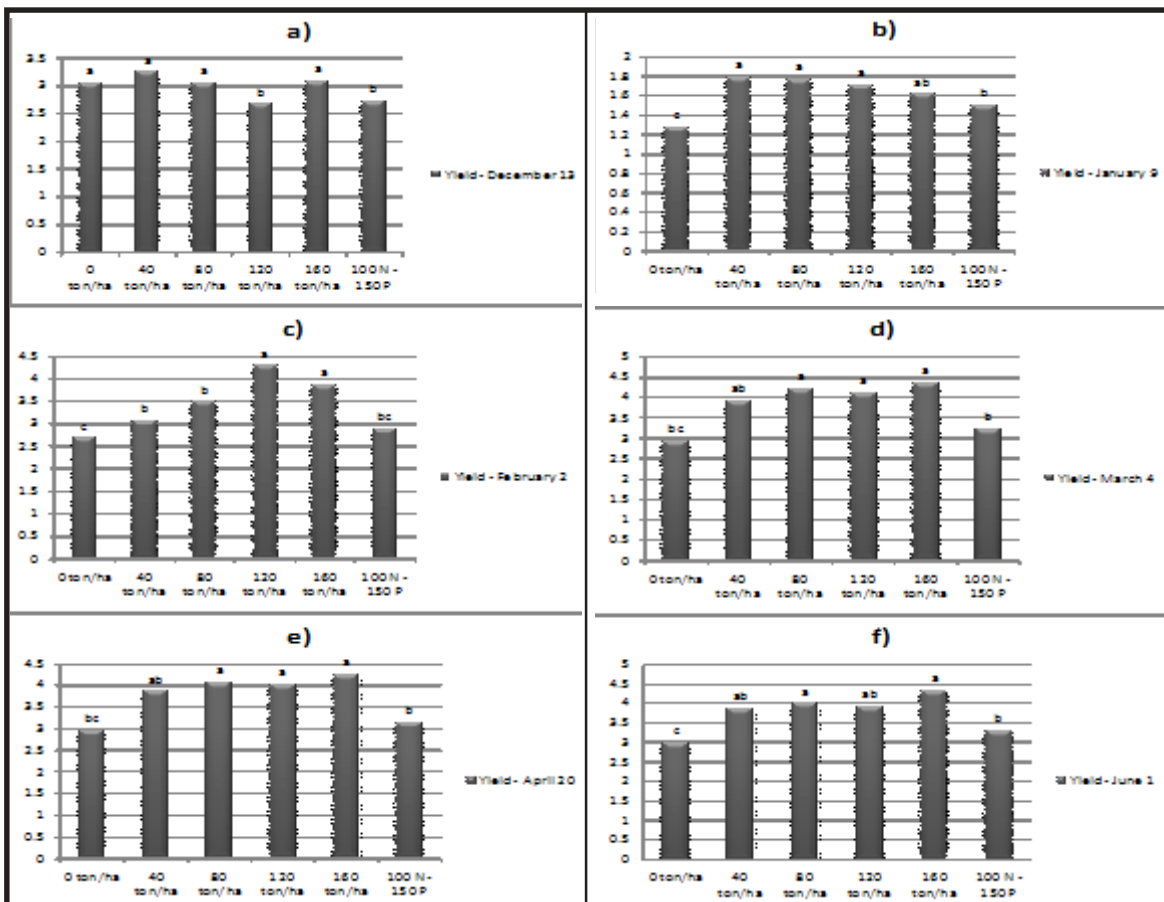 a)
3.5
3
2.5
2
1.5
1
0.5
0
a
a
a
b
a
b
0 ton/ha
40 ton/ha
80 ton/ha
120 ton/ha
160 ton/ha
100 N - 150 P
Yield - December 13
b)
2
1.8
1.6
1.4
1.2
1
0.8
0.6
0.4
0.2
0
c
a
a
a
ab
b
0 ton/ha
40 ton/ha
80 ton/ha
120 ton/ha
160 ton/ha
100 N - 150 P
Yield - January 9
c)
4.5
4
3.5
3
2.5
2
1.5
1
0.5
0
c
b
b
a
a
bc
0 ton/ha
40 ton/ha
80 ton/ha
120 ton/ha
160 ton/ha
100 N - 150 P
Yield - February 2
d)
5
4.5
4
3.5
3
2.5
2
1.5
1
0.5
0
bc
ab
a
a
a
b
0 ton/ha
40 ton/ha
80 ton/ha
120 ton/ha
160 ton/ha
100 N - 150 P
Yield - March 4
e)
4.5
4
3.5
3
2.5
2
1.5
1
0.5
0
bc
ab
a
a
a
b
0 ton/ha
40 ton/ha
80 ton/ha
120 ton/ha
160 ton/ha
100 N - 150 P
Yield - April 20
f)
5
4.5
4
3.5
3
2.5
2
1.5
1
0.5
0
c
ab
a
ab
a
b
0 ton/ha
40 ton/ha
80 ton/ha
120 ton/ha
160 ton/ha
100 N - 150 P
Yield - June 1